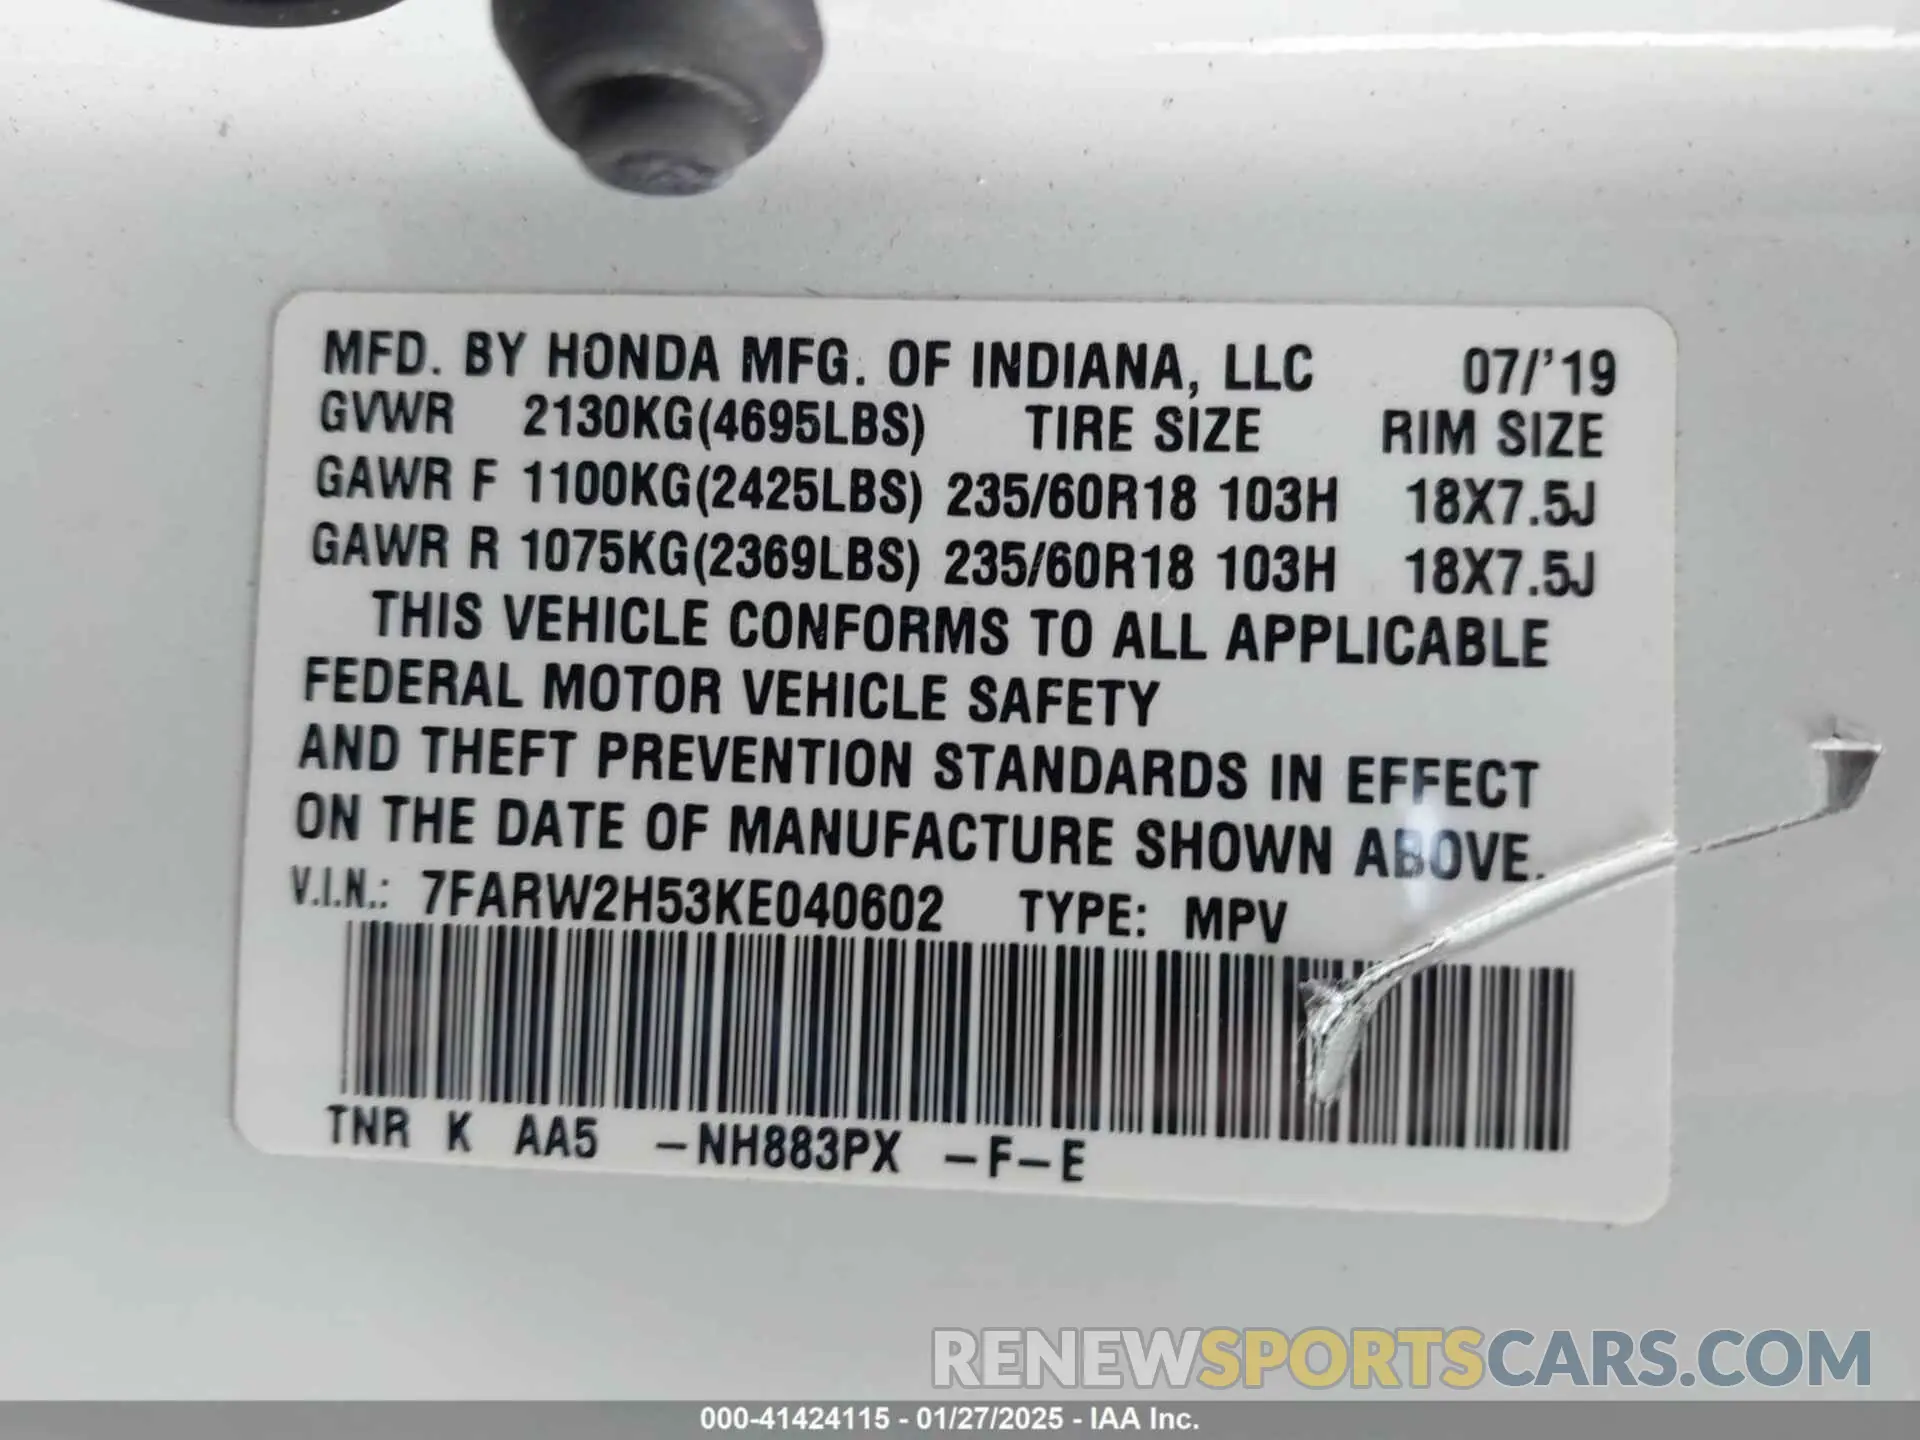 MFD. BY HONDA MFG. OF INDIANA, LLC 07/'19
GVWR 2130KG(4695LBS) TIRE SIZE RIM SIZE
GAWR F 1100KG(2425LBS) 235/60R18 103H 18X7.5J
GAWR R 1075KG(2369LBS) 235/60R18 103H 18X7.5J
THIS VEHICLE CONFORMS TO ALL APPLICABLE
FEDERAL MOTOR VEHICLE SAFETY
AND THEFT PREVENTION STANDARDS IN EFFECT
ON THE DATE OF MANUFACTURE SHOWN ABOVE.
V.I.N.: 7FARW2H53KE040602 TYPE: MPV
TNR K AA5 -NH883PX -F-E
RENEWSPORTSCARS.COM
000-41424115 - 01/27/2025 - IAA Inc.